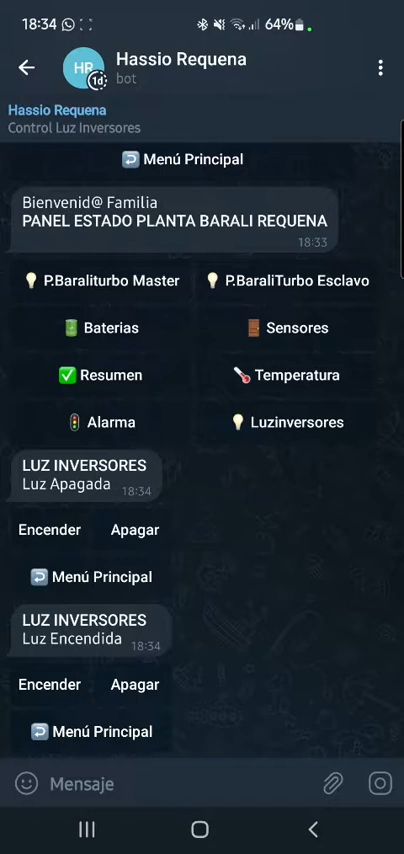 18:34
64%
HR
1d
Hassio Requena
bot
Hassio Requena
Control Luz Inversores
Menú Principal
Bienvenid@ Familia
PANEL ESTADO PLANTA BARALI REQUENA
18:33
P.Baraliturbo Master
P.BaraliTurbo Esclavo
Baterias
Sensores
Resumen
Temperatura
Alarma
Luzinversores
LUZ INVERSORES
Luz Apagada
18:34
Encender
Apagar
Menú Principal
LUZ INVERSORES
Luz Encendida
18:34
Encender
Apagar
Menú Principal
Mensaje